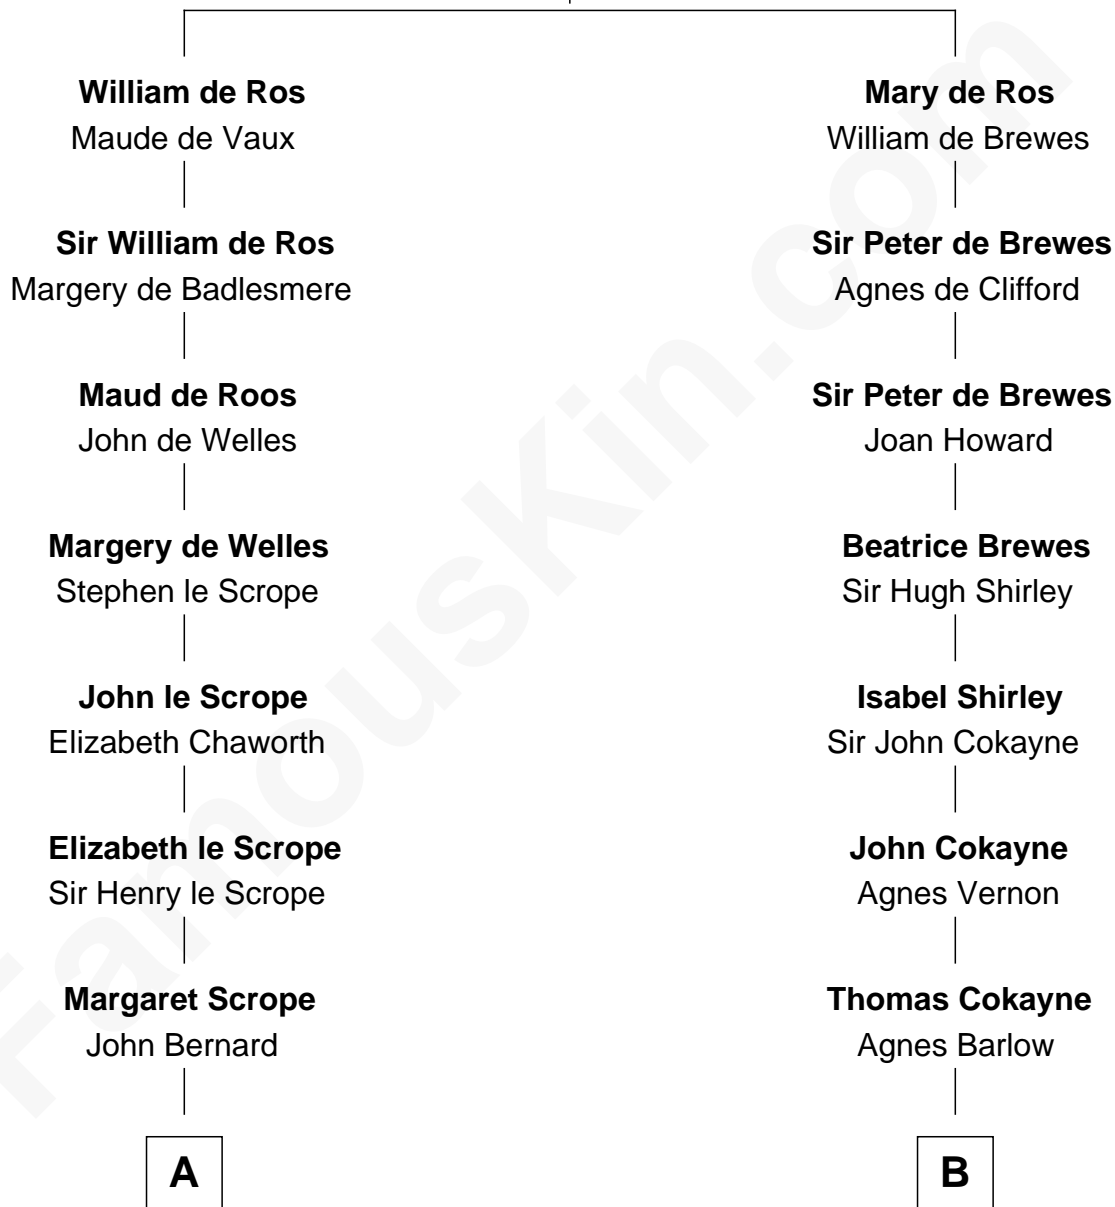 William de Ros
Maude de Vaux
Sir William de Ros
Margery de Badlesmere
Maud de Roos
John de Welles
Margery de Welles
Stephen le Scrope
John le Scrope
Elizabeth Chaworth
Elizabeth le Scrope
Sir Henry le Scrope
Margaret Scrope
John Bernard
A
Mary de Ros
William de Brewes
Sir Peter de Brewes
Agnes de Clifford
Sir Peter de Brewes
Joan Howard
Beatrice Brewes
Sir Hugh Shirley
Isabel Shirley
Sir John Cokayne
John Cokayne
Agnes Vernon
Thomas Cokayne
Agnes Barlow
B
FamousKin.com